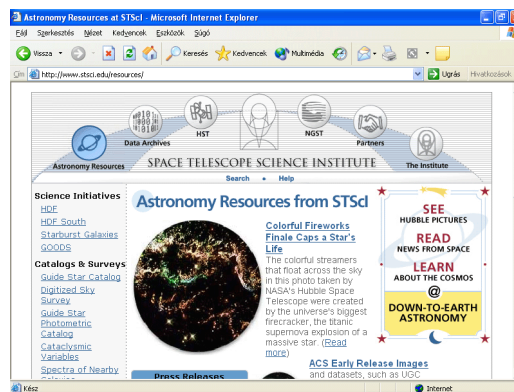 Astronomy Resources at STScI - Microsoft Internet Explorer
Fájl Szerkesztés Nézet Kedvencek Eszközök Súgó
Vissza Keresés Kedvencek Multimédia
Cím http://www.stsci.edu/resources/ Ugrás Hivatkozások
Astronomy Resources
Data Archives
HST
NGST
Partners
The Institute
SPACE TELESCOPE SCIENCE INSTITUTE
Search • Help
Science Initiatives
HDF
HDF South
Starburst Galaxies
GOODS
Catalogs & Surveys
Guide Star Catalog
Digitized Sky
Survey
Guide Star
Photometric
Catalog
Cataclysmic
Variables
Spectra of Nearby
Galaxies
Astronomy Resources from STScI
Colorful Fireworks
Finale Caps a Star's
Life
The colorful streamers
that float across the sky
in this photo taken by
NASA's Hubble Space
Telescope were created
by the universe's biggest
firecracker, the titanic
supernova explosion of a
massive star. (Read
more)
ACS Early Release Images
and datasets, such as UGC
Press Releases
SEE
HUBBLE PICTURES
READ
NEWS FROM SPACE
LEARN
ABOUT THE COSMOS
@
DOWN-TO-EARTH
ASTRONOMY
Kész Internet